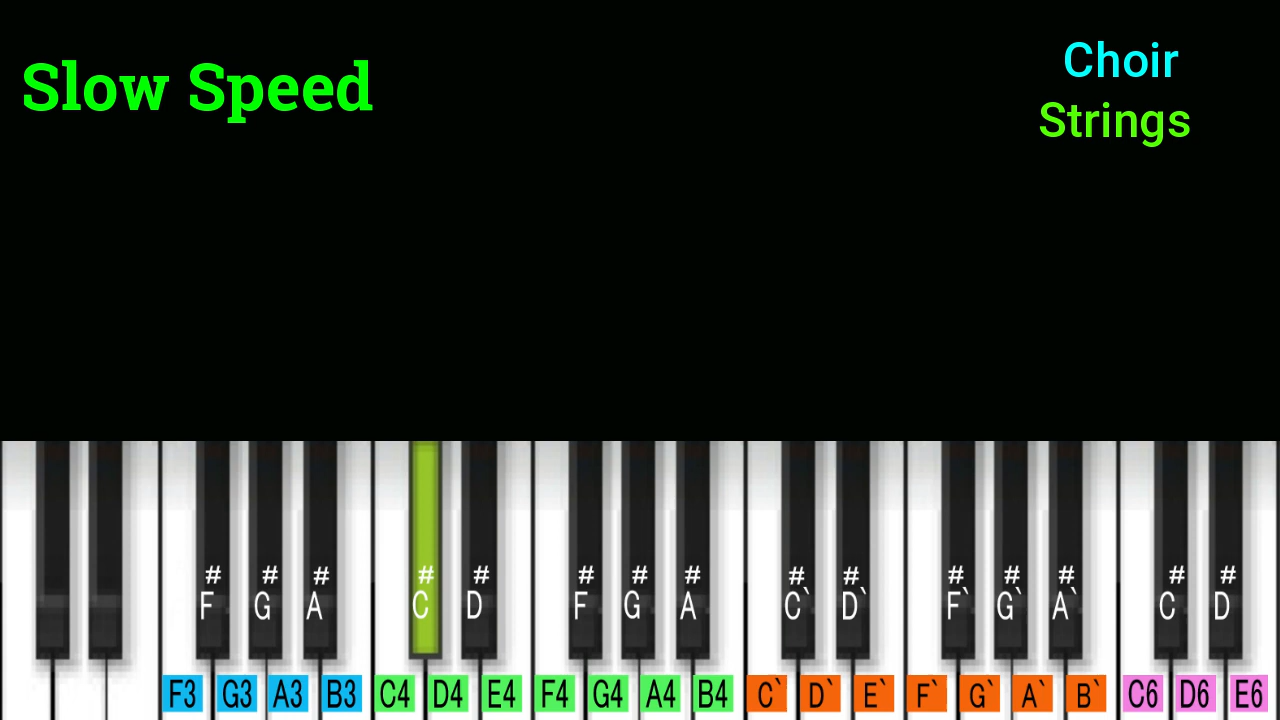 Slow Speed
Choir
Strings
# # # # # # # # # # # # # # # #
F G A C D F G A C` D` F` G` A` C D
F3 G3 A3 B3 C4 D4 E4 F4 G4 A4 B4 C` D` E` F` G` A` B` C6 D6 E6